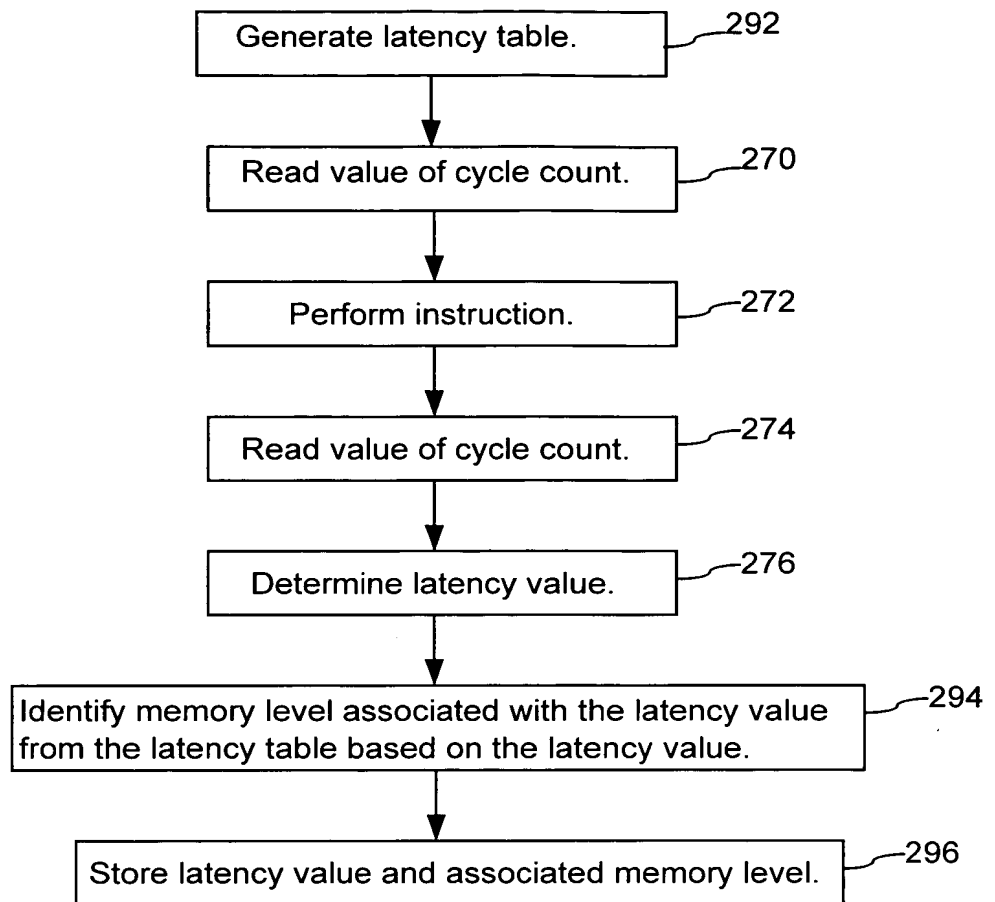 Generate latency table.
292
Read value of cycle count.
270
Perform instruction.
272
Read value of cycle count.
274
Determine latency value.
276
Identify memory level associated with the latency value
from the latency table based on the latency value.
294
Store latency value and associated memory level.
296